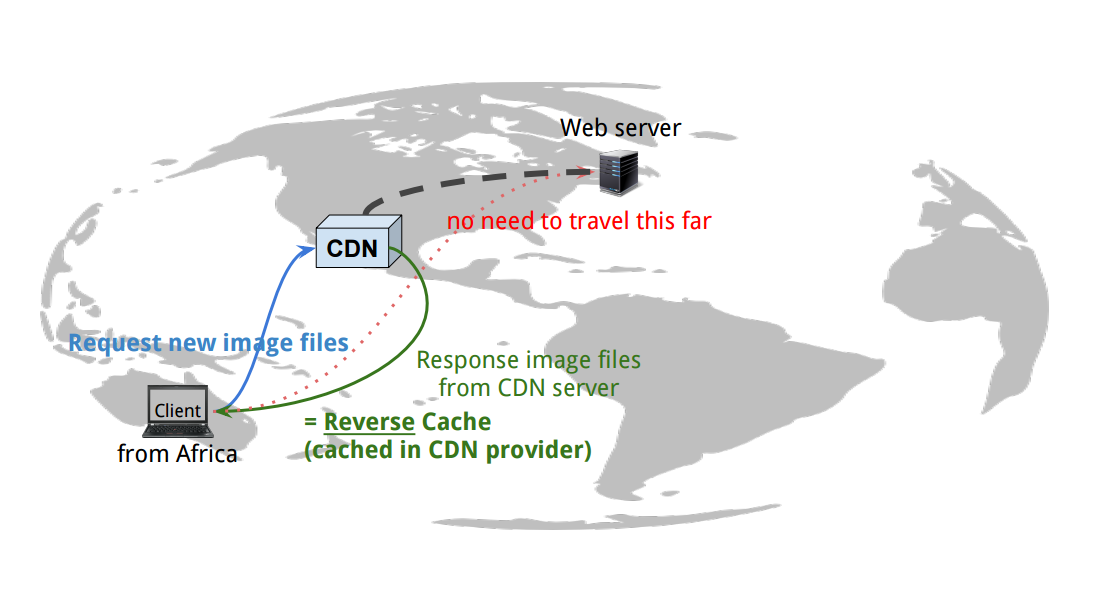 Web server
no need to travel this far
CDN
Request new image files
Response image files
from CDN server
Client
= Reverse Cache
(cached in CDN provider)
from Africa